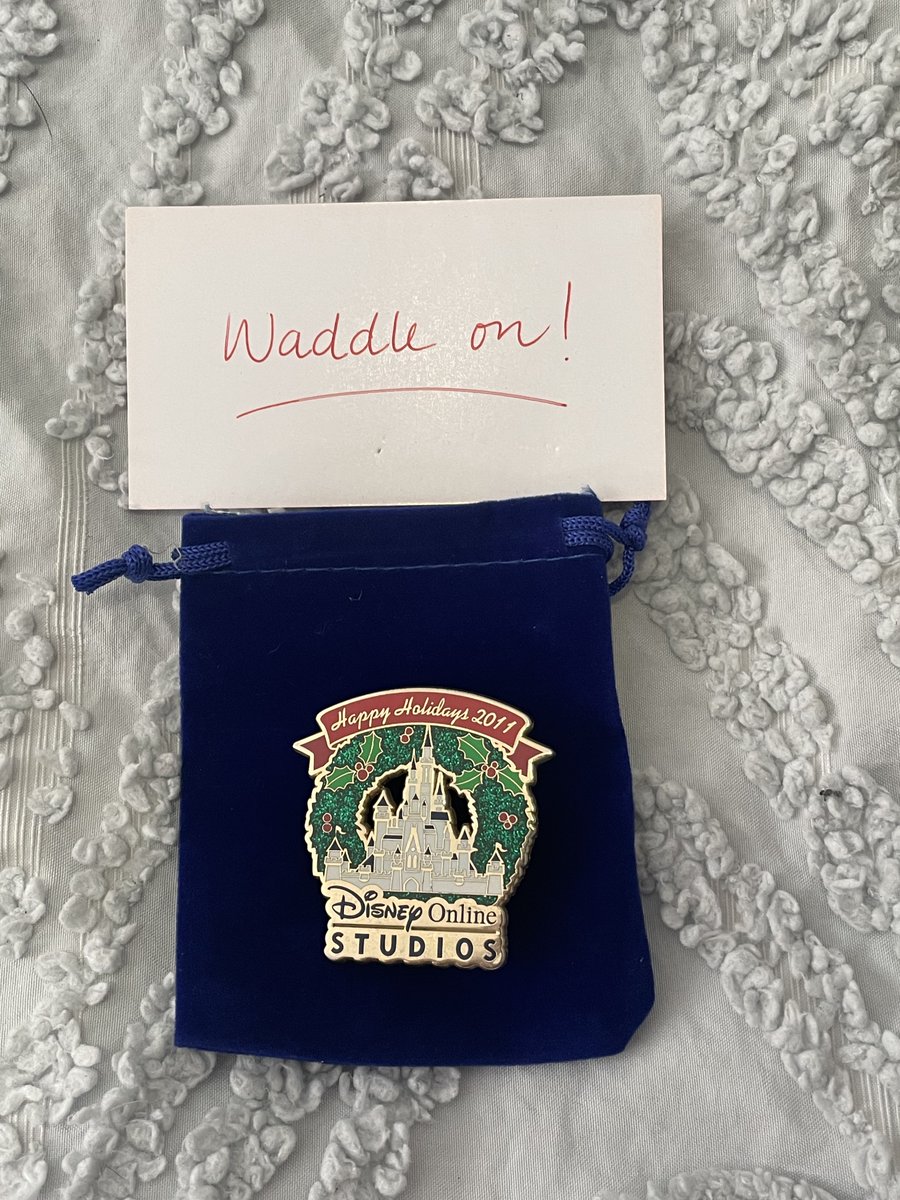 Waddle on!
Happy Holidays 2011
Disney Online
STUDIOS